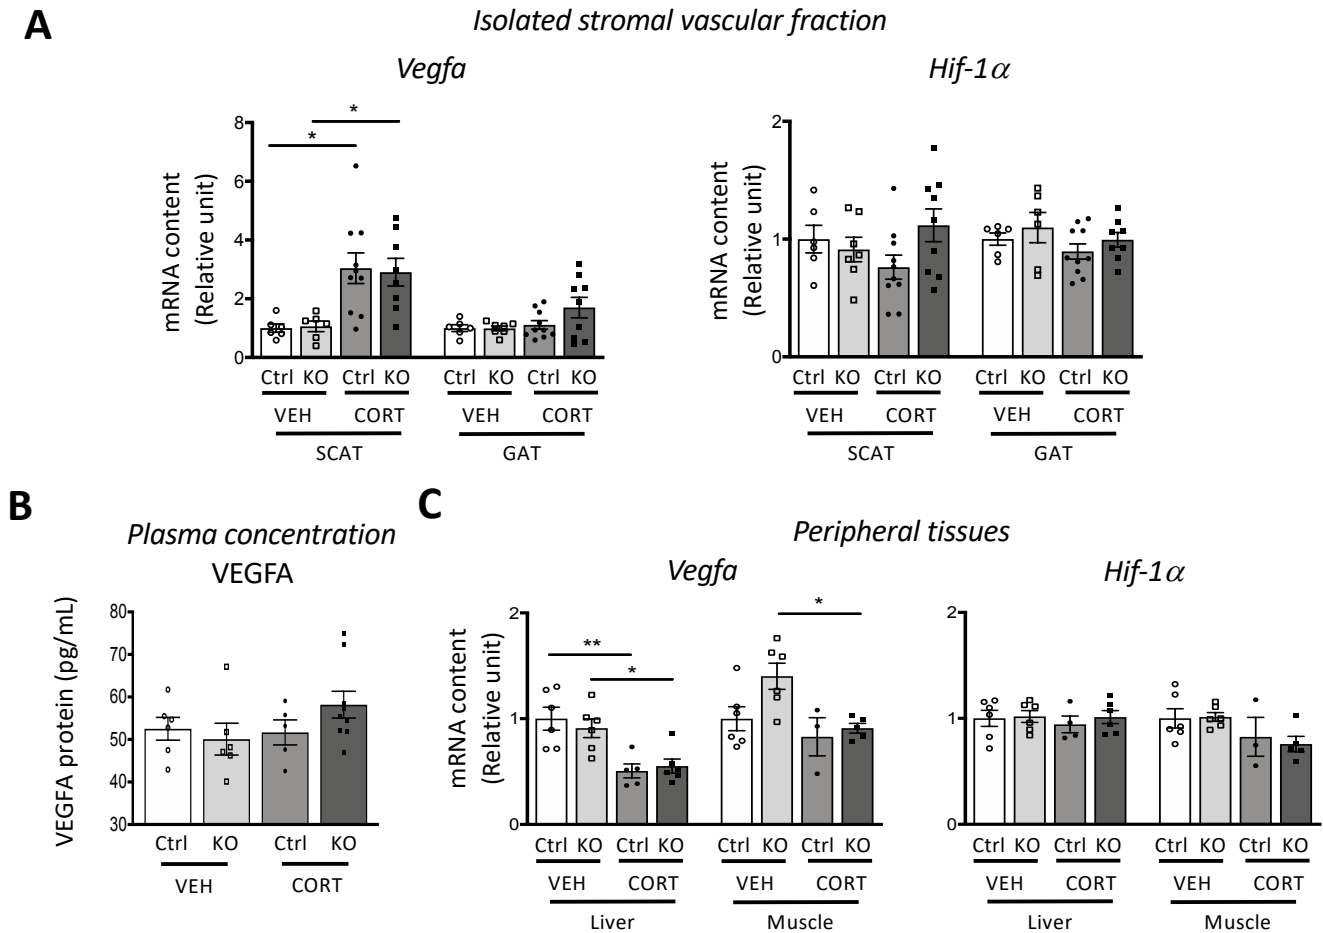 A
Isolated stromal vascular fraction
Vegfa
Hif-1α
mRNA content
(Relative unit)
8
6
4
2
0
*
*
Ctrl KO Ctrl KO Ctrl KO Ctrl KO
VEH CORT VEH CORT
SCAT GAT
mRNA content
(Relative unit)
2
1
0
Ctrl KO Ctrl KO Ctrl KO Ctrl KO
VEH CORT VEH CORT
SCAT GAT
B
Plasma concentration
VEGFA
VEGFA protein (pg/mL)
80
70
60
50
40
30
Ctrl KO Ctrl KO
VEH CORT
C
Peripheral tissues
Vegfa
Hif-1α
mRNA content
(Relative unit)
2
1
0
**
*
*
Ctrl KO Ctrl KO Ctrl KO Ctrl KO
VEH CORT VEH CORT
Liver Muscle
2
1
0
Ctrl KO Ctrl KO Ctrl KO Ctrl KO
VEH CORT VEH CORT
Liver Muscle